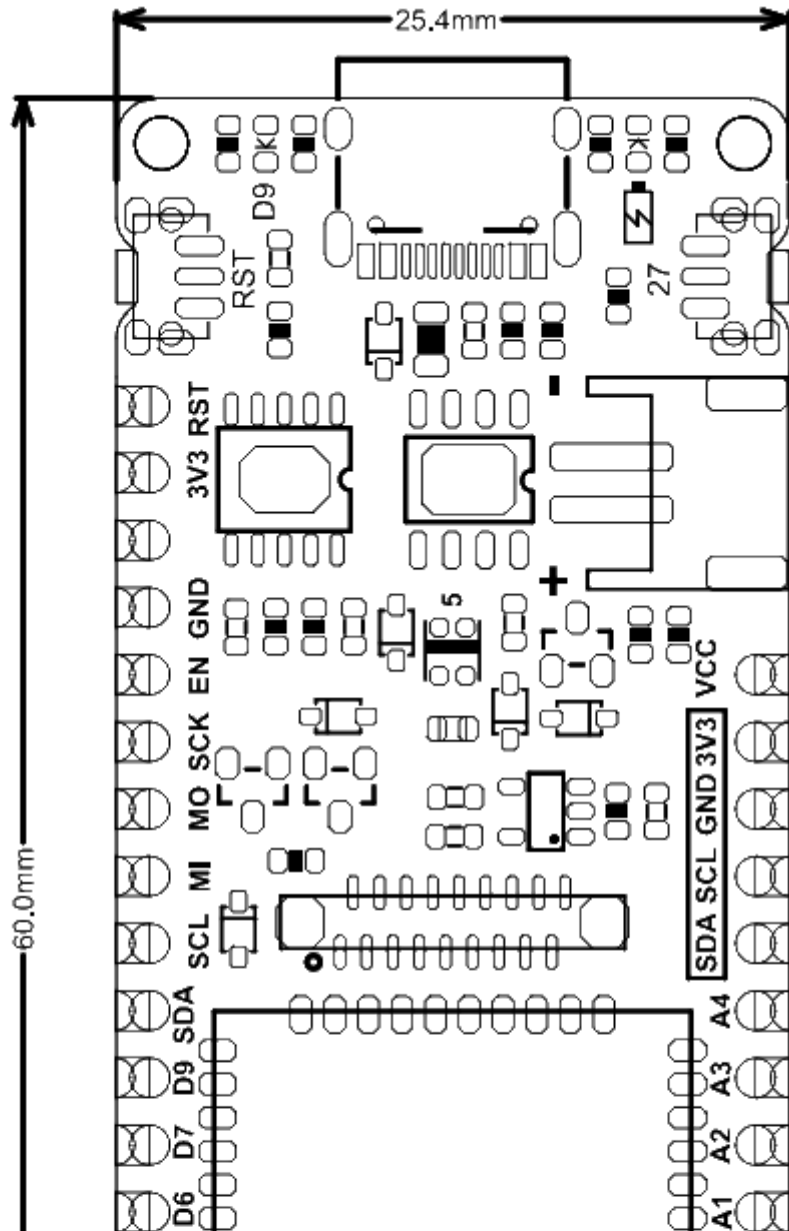 25.4mm
60.0mm
D9
RST
27
-
+
RST
3V3
GND
EN
SCK
MO
MI
SCL
SDA
D9
D7
D6
5
K
K
VCC
3V3
GND
SCL
SDA
A4
A3
A2
A1